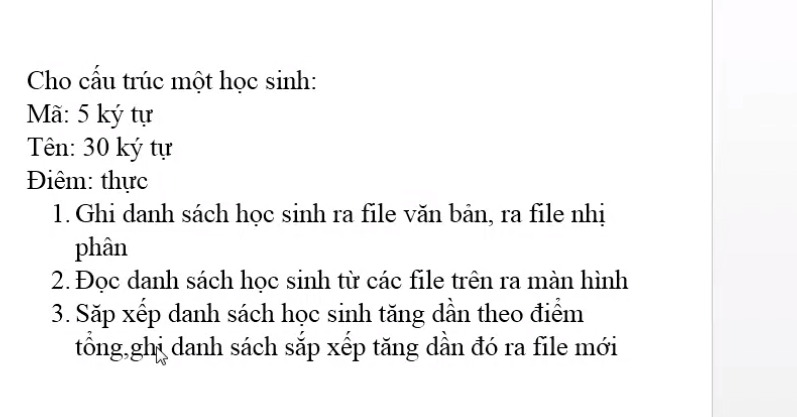 Cho cấu trúc một học sinh:
Mã: 5 ký tự
Tên: 30 ký tự
Điêm: thực
1. Ghi danh sách học sinh ra file văn bản, ra file nhị
phân
2. Đọc danh sách học sinh từ các file trên ra màn hình
3. Săp xếp danh sách học sinh tăng dần theo điểm
tổng,ghi danh sách sắp xếp tăng dần đó ra file mới